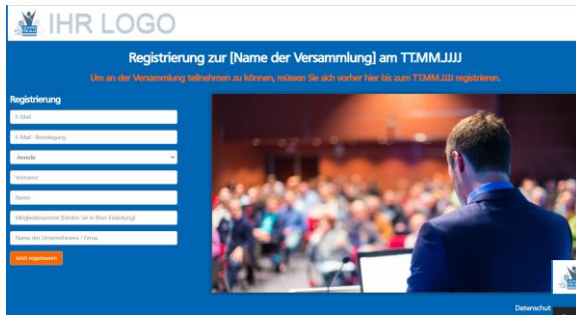 IHR LOGO
Registrierung zur [Name der Versammlung] am TT.MM.JJJJ
Um an der Versammlung teilnehmen zu können, müssen Sie sich vorher hier bis zum TT.MM.JJJJ registrieren.
Registrierung
E-Mail
E-Mail - Bestätigung
Anrede
Vorname
Name
Mitgliedsnummer (finden Sie in Ihrer Einladung)
Name des Unternehmens / Firma
Jetzt registrieren
Datenschut